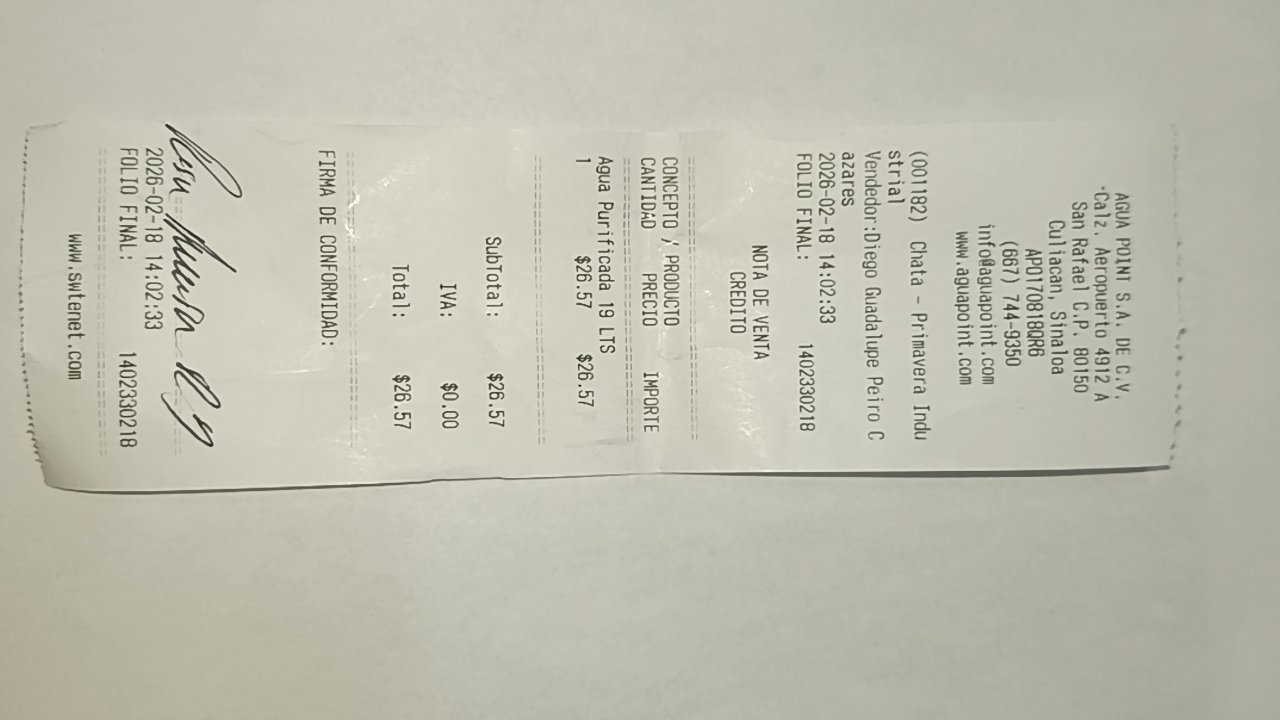 AGUA POINT S.A. DE C.V.
Calz. Aeropuerto 4912 A
San Rafael C.P. 80150
Culiacan, Sinaloa
APO170818QR6
(667) 744-9350
info@aguapoint.com
www.aguapoint.com
(001182) Chata - Primavera Indu
strial
Vendedor:Diego Guadalupe Peiro C
azares
2026-02-18 14:02:33
FOLIO FINAL: 1402330218
NOTA DE VENTA
CREDITO
CONCEPTO / PRODUCTO
CANTIDAD PRECIO IMPORTE
Agua Purificada 19 LTS
1 $26.57 $26.57
SubTotal: $26.57
IVA: $0.00
Total: $26.57
FIRMA DE CONFORMIDAD:
2026-02-18 14:02:33
FOLIO FINAL: 1402330218
www.swtenet.com